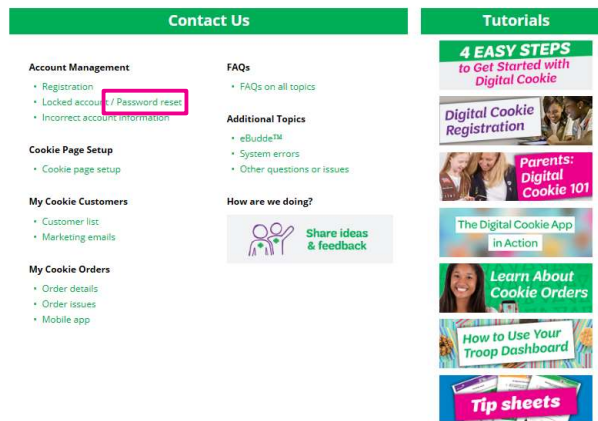 Contact Us
Account Management
Registration
Locked account / Password reset
Incorrect account information
Cookie Page Setup
Cookie page setup
My Cookie Customers
Customer list
Marketing emails
My Cookie Orders
Order details
Order issues
Mobile app
FAQs
FAQs on all topics
Additional Topics
eBudde™
System errors
Other questions or issues
How are we doing?
Share ideas
& feedback
Tutorials
4 EASY STEPS
to Get Started with
Digital Cookie
Digital Cookie
Registration
Parents:
Digital
Cookie 101
The Digital Cookie App
in Action
Learn About
Cookie Orders
How to Use Your
Troop Dashboard
Tip sheets